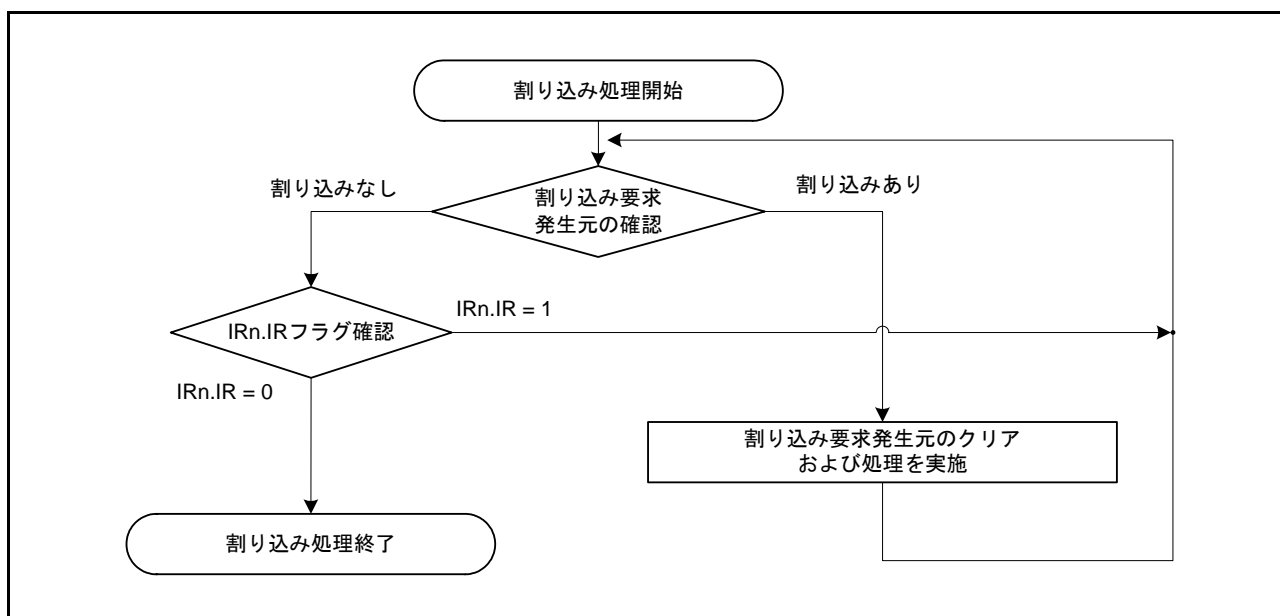 割り込み処理開始
割り込みなし
割り込みあり
割り込み要求
発生元の確認
IRn.IR = 1
IRn.IRフラグ確認
IRn.IR = 0
割り込み要求発生元のクリア
および処理を実施
割り込み処理終了